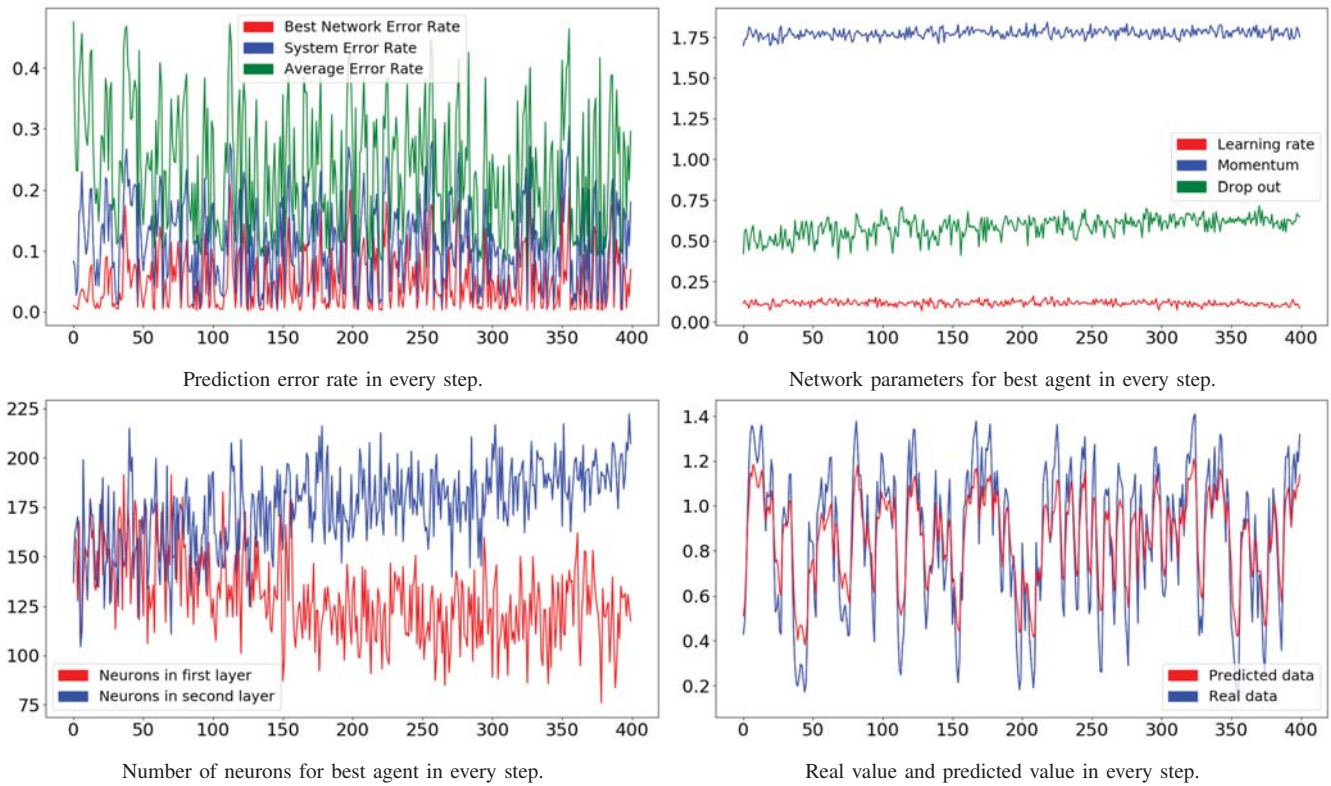 Best Network Error Rate
System Error Rate
Average Error Rate
0.4
0.3
0.2
0.1
0.0
0 50 100 150 200 250 300 350 400
Prediction error rate in every step.
1.75
1.50
1.25
1.00
0.75
0.50
0.25
0.00
Learning rate
Momentum
Drop out
0 50 100 150 200 250 300 350 400
Network parameters for best agent in every step.
225
200
175
150
125
100
75
Neurons in first layer
Neurons in second layer
0 50 100 150 200 250 300 350 400
Number of neurons for best agent in every step.
1.4
1.2
1.0
0.8
0.6
0.4
0.2
Predicted data
Real data
0 50 100 150 200 250 300 350 400
Real value and predicted value in every step.